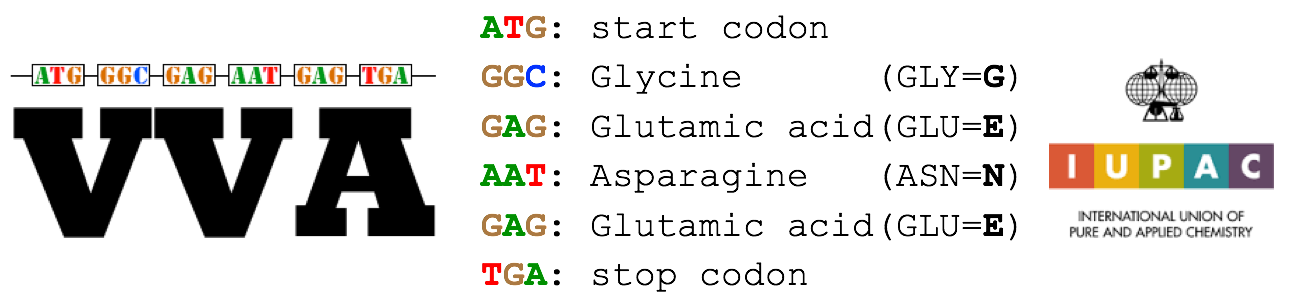 ATG GGC GAG AAT GAG TGA
VVA
ATG: start codon
GGC: Glycine (GLY=G)
GAG: Glutamic acid(GLU=E)
AAT: Asparagine (ASN=N)
GAG: Glutamic acid(GLU=E)
TGA: stop codon
IUPAC
INTERNATIONAL UNION OF
PURE AND APPLIED CHEMISTRY